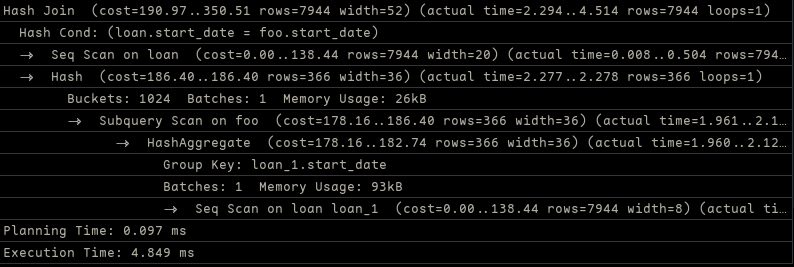 Hash Join  (cost=190.97..350.51 rows=7944 width=52) (actual time=2.294..4.514 rows=7944 loops=1)
  Hash Cond: (loan.start_date = foo.start_date)
  ->  Seq Scan on loan  (cost=0.00..138.44 rows=7944 width=20) (actual time=0.008..0.504 rows=794…
  ->  Hash  (cost=186.40..186.40 rows=366 width=36) (actual time=2.277..2.278 rows=366 loops=1)
        Buckets: 1024  Batches: 1  Memory Usage: 26kB
        ->  Subquery Scan on foo  (cost=178.16..186.40 rows=366 width=36) (actual time=1.961..2.1…
              ->  HashAggregate  (cost=178.16..182.74 rows=366 width=36) (actual time=1.960..2.12…
                    Group Key: loan_1.start_date
                    Batches: 1  Memory Usage: 93kB
                    ->  Seq Scan on loan loan_1  (cost=0.00..138.44 rows=7944 width=8) (actual ti…
Planning Time: 0.097 ms
Execution Time: 4.849 ms